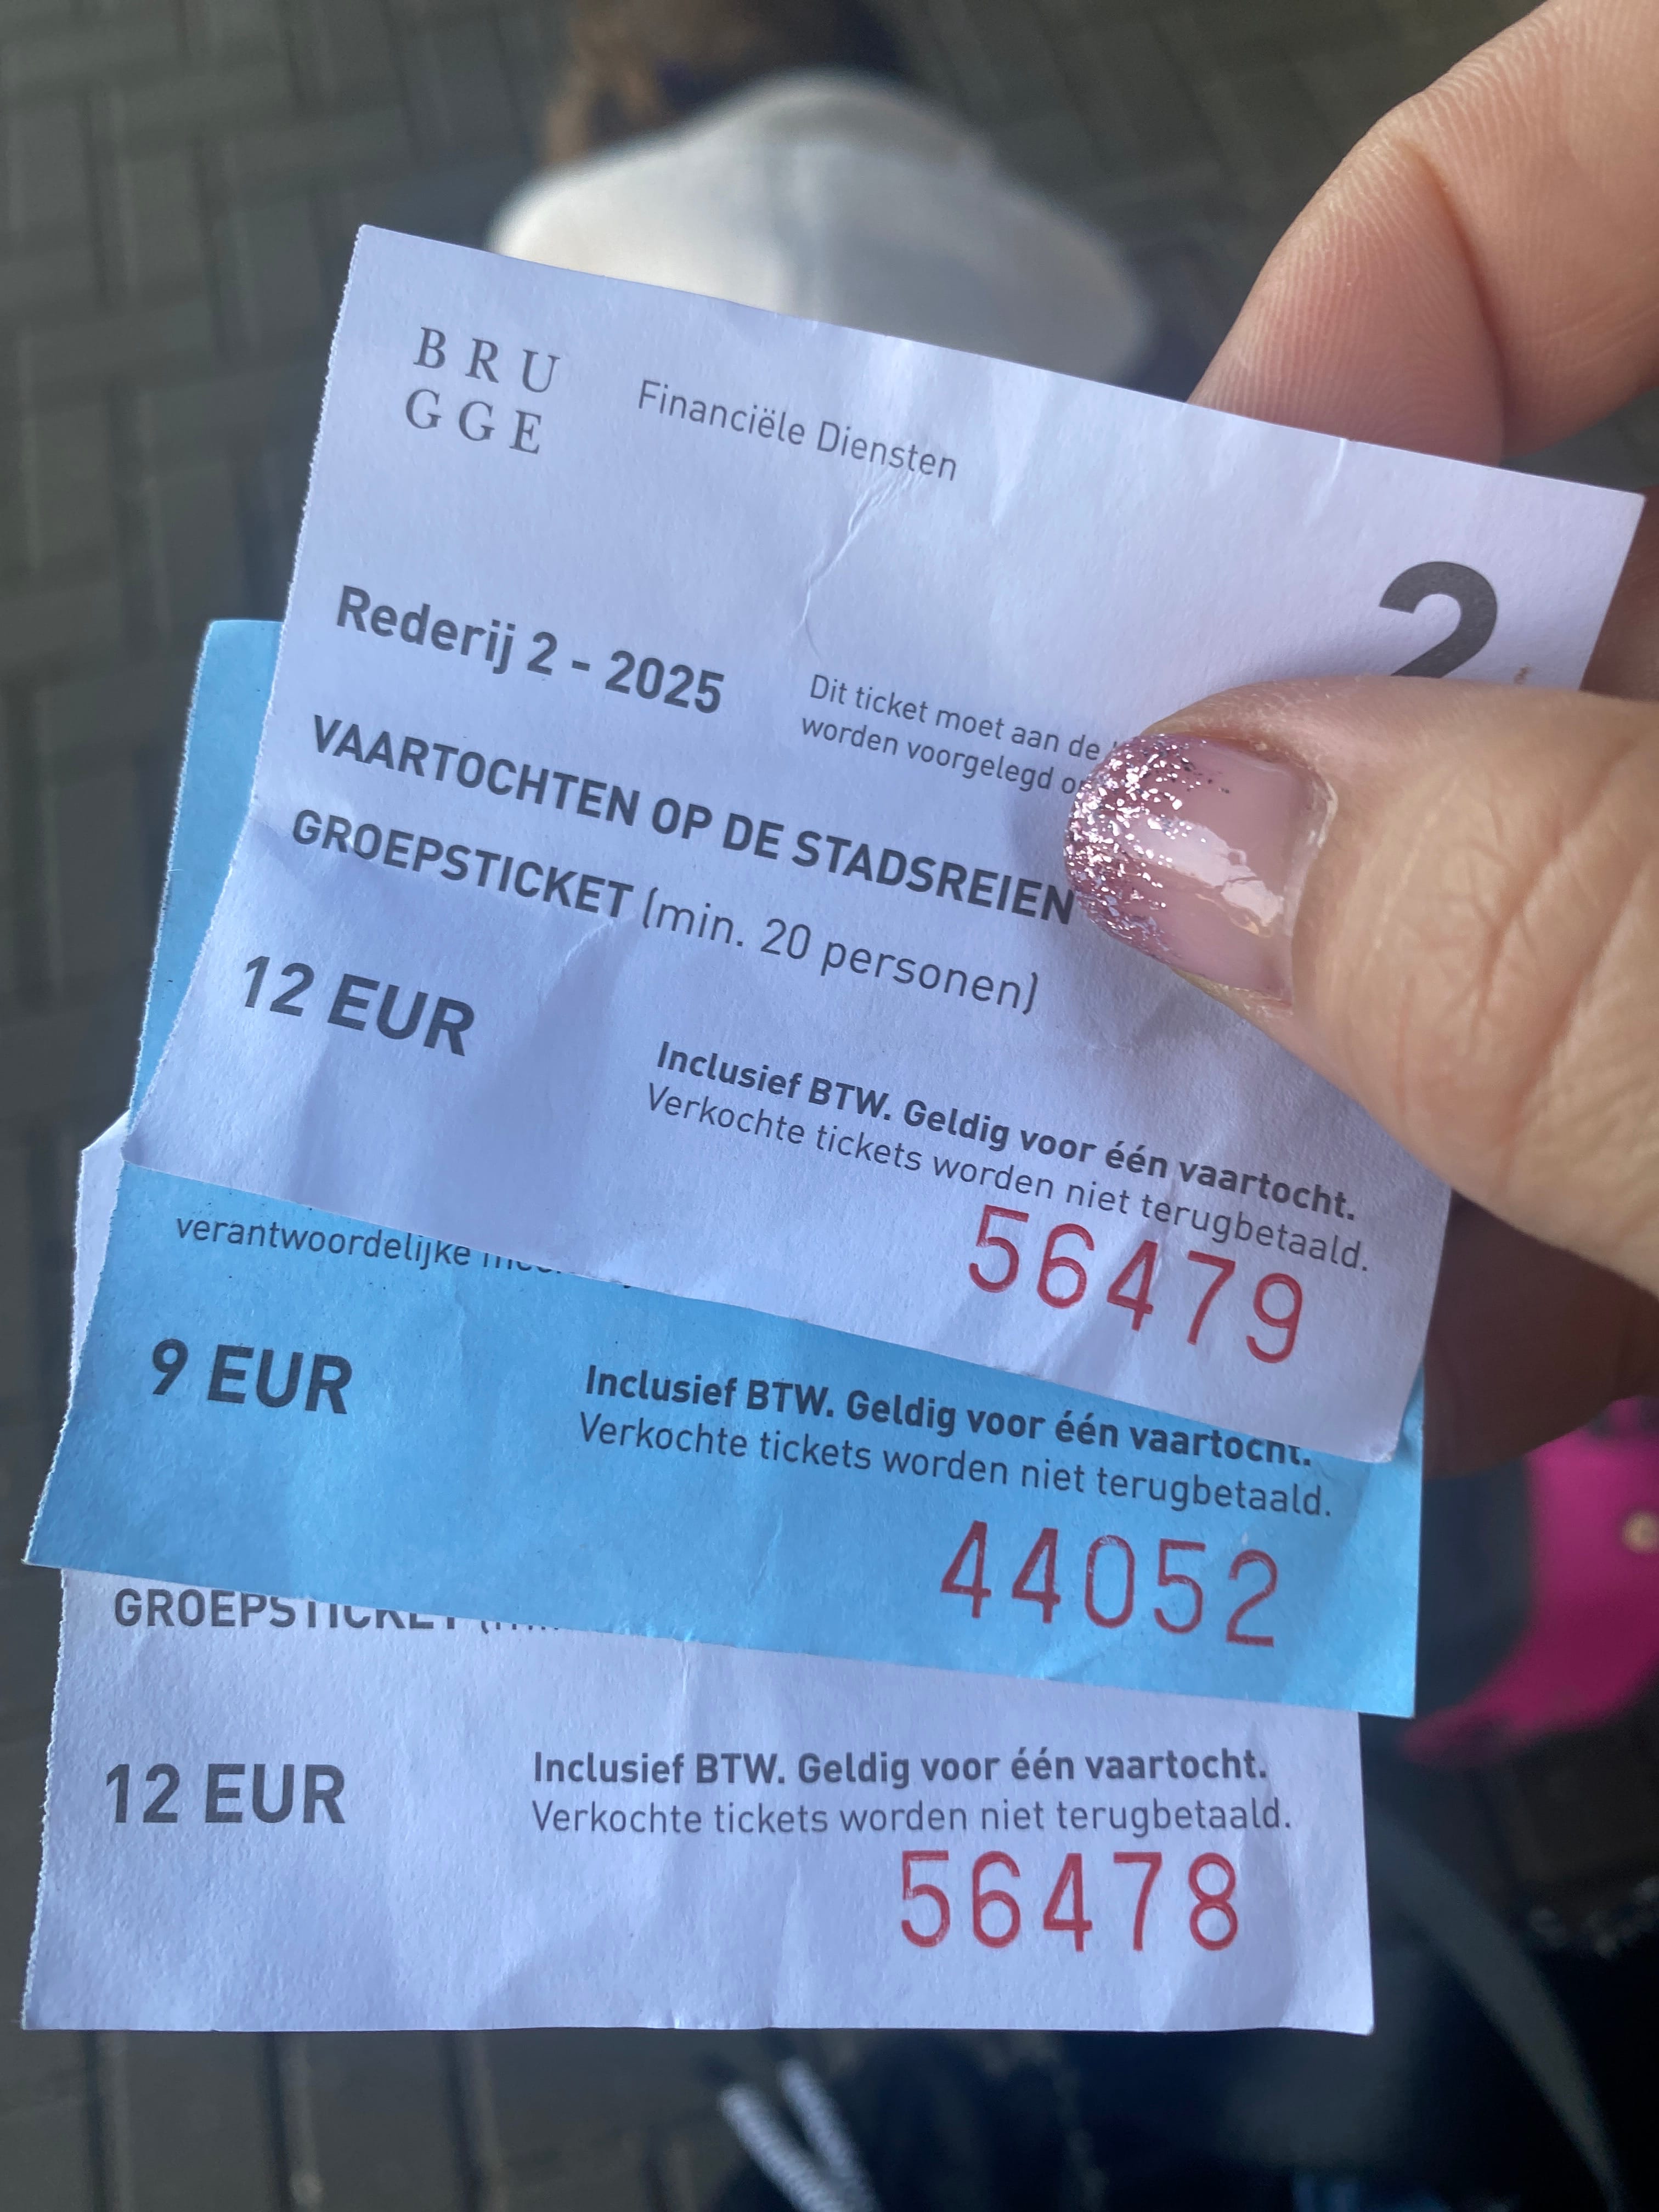 BRU
GGE
Financiële Diensten
2
Rederij 2 - 2025
Dit ticket moet aan de
worden voorgelegd
VAARTOCHTEN OP DE STADSREIEN
GROEPSTICKET (min. 20 personen)
12 EUR
Inclusief BTW. Geldig voor één vaartocht.
Verkochte tickets worden niet terugbetaald.
56479
verantwoordelijke
9 EUR
Inclusief BTW. Geldig voor één vaartocht.
Verkochte tickets worden niet terugbetaald.
44052
GROEPSTICKET
12 EUR
Inclusief BTW. Geldig voor één vaartocht.
Verkochte tickets worden niet terugbetaald.
56478